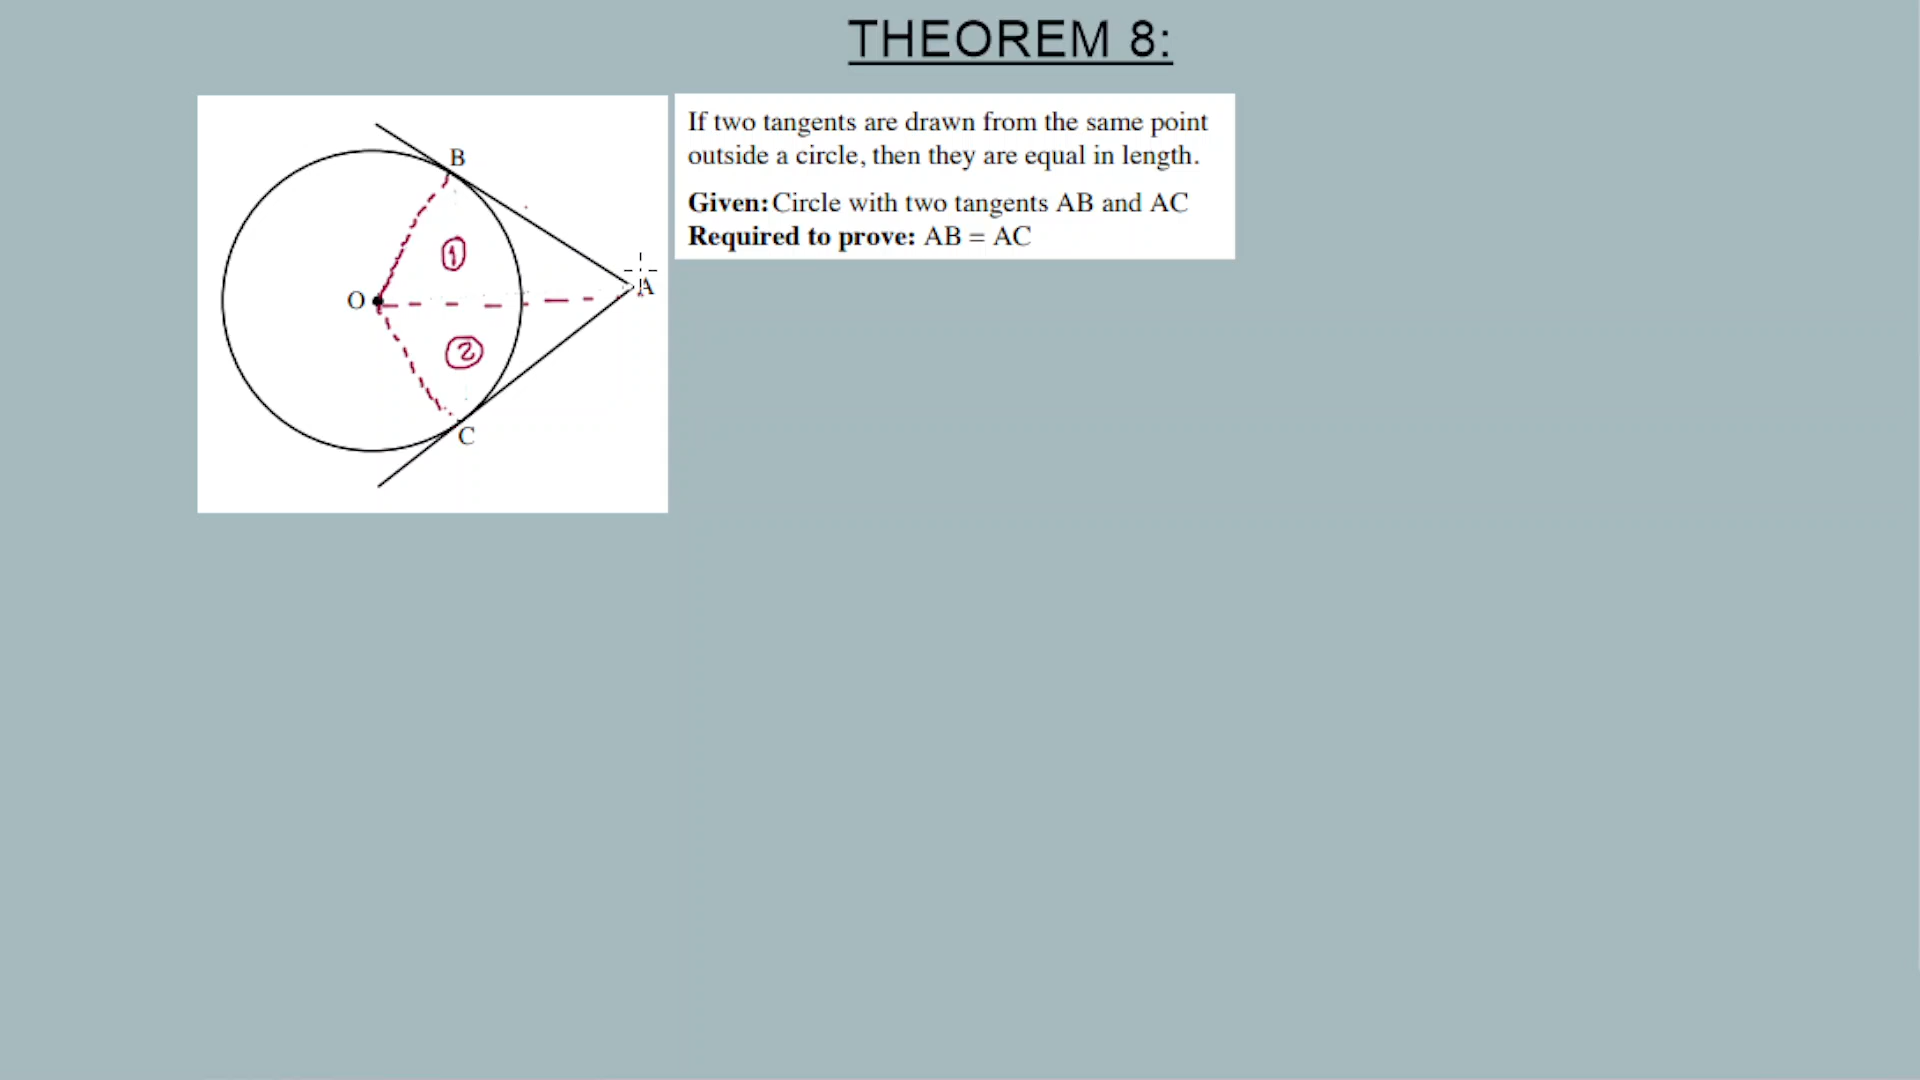 THEOREM 8:
If two tangents are drawn from the same point
outside a circle, then they are equal in length.
Given: Circle with two tangents AB and AC
Required to prove: AB = AC
B
1
O
A
2
C